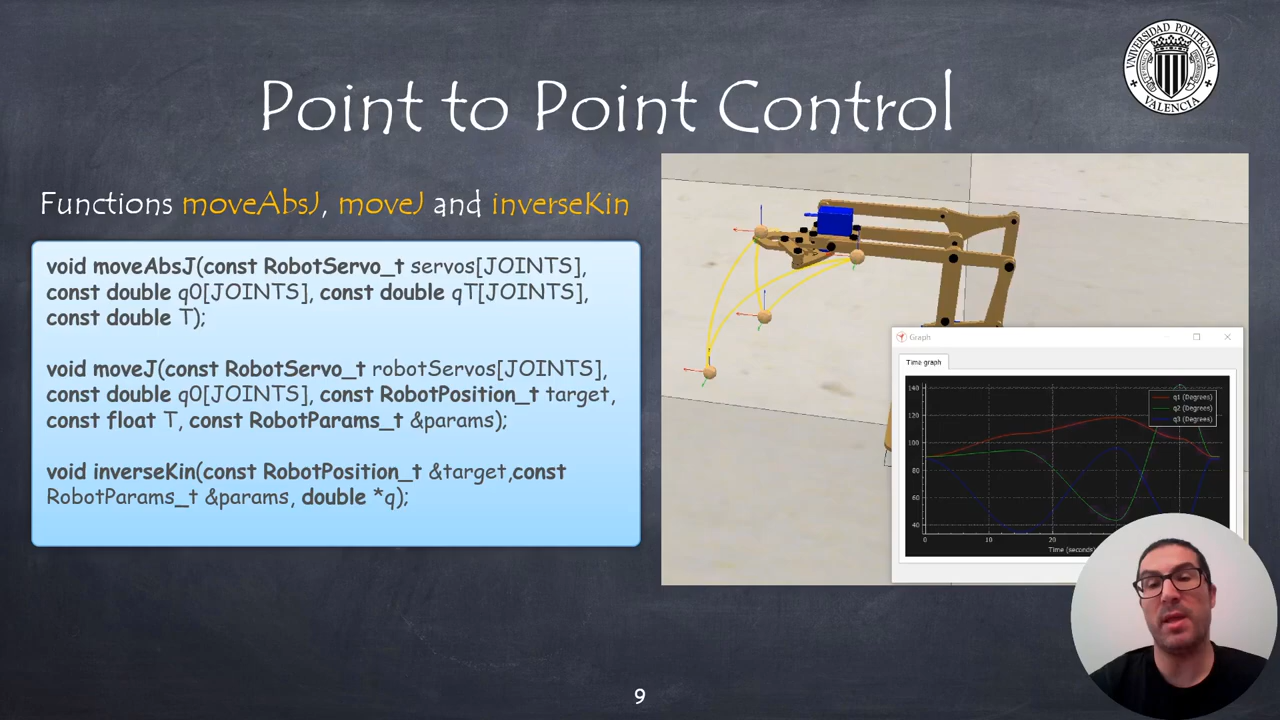 UNIVERSIDAD POLITECNICA
VALENCIA
Point to Point Control
Functions moveAbsJ, moveJ and inverseKin
void moveAbsJ(const RobotServo_t servos[JOINTS],
const double q0[JOINTS], const double qT[JOINTS],
const double T);
void moveJ(const RobotServo_t robotServos[JOINTS],
const double q0[JOINTS], const RobotPosition_t target,
const float T, const RobotParams_t &params);
void inverseKin(const RobotPosition_t &target,const
RobotParams_t &params, double *q);
Graph
Time graph
140
120
100
80
60
40
0
10
20
q1 (Degrees)
q2 (Degrees)
q3 (Degrees)
Time (seconds)
9